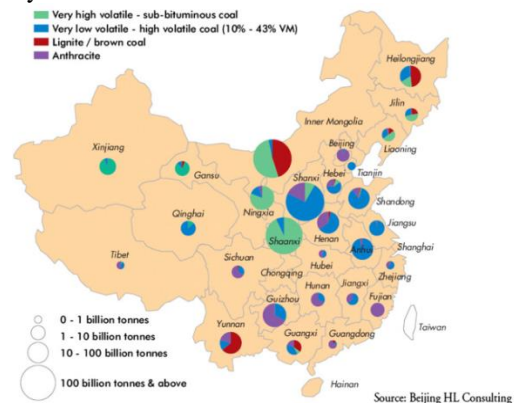 Very high volatile - sub-bituminous coal
Very low volatile - high volatile coal (10% - 43% VM)
Lignite / brown coal
Anthracite
Heilongjiang
Jilin
Inner Mongolia
Liaoning
Beijing
Xinjiang
Gansu
Shanxi
Hebei
Tianjin
Ningxia
Shandong
Qinghai
Jiangsu
Shaanxi
Henan
Anhui
Shanghai
Tibet
Sichuan
Hubei
Chongqing
Zhejiang
Hunan
Jiangxi
Guizhou
Fujian
Yunnan
Guangxi
Guangdong
Taiwan
Hainan
0 - 1 billion tonnes
1 - 10 billion tonnes
10 - 100 billion tonnes
100 billion tonnes & above
Source: Beijing HL Consulting